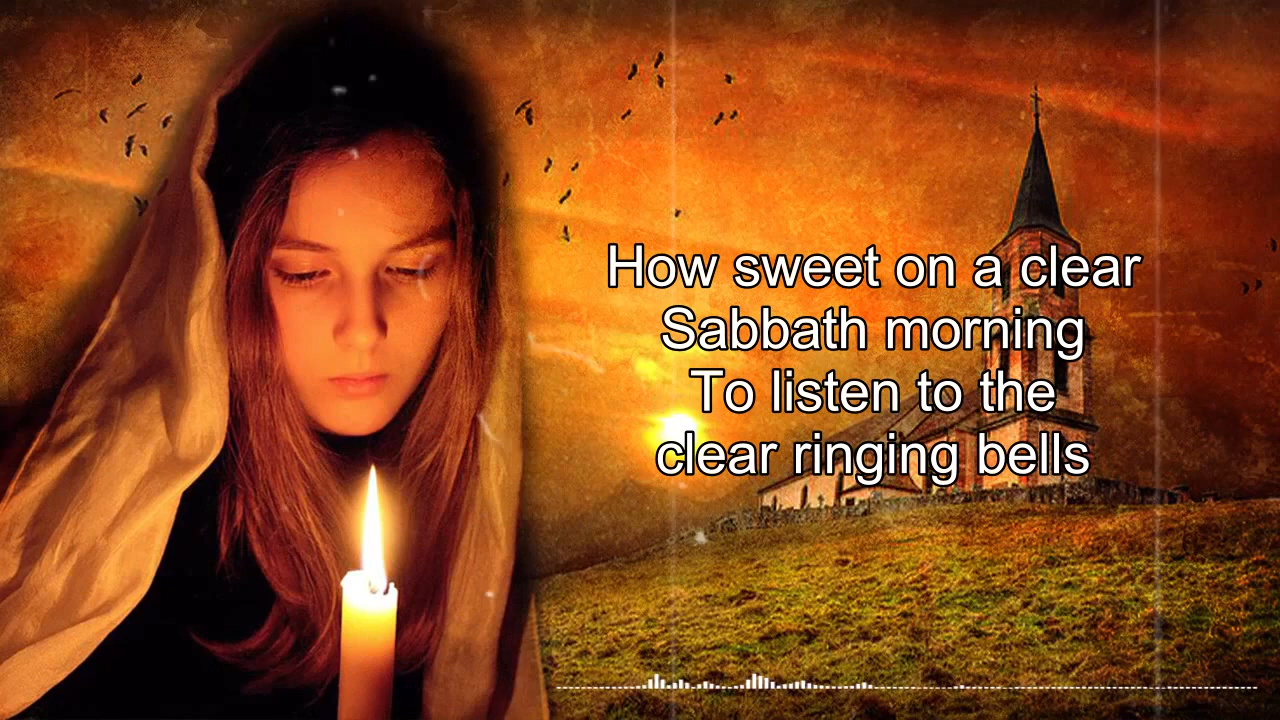 How sweet on a clear
Sabbath morning
To listen to the
clear ringing bells